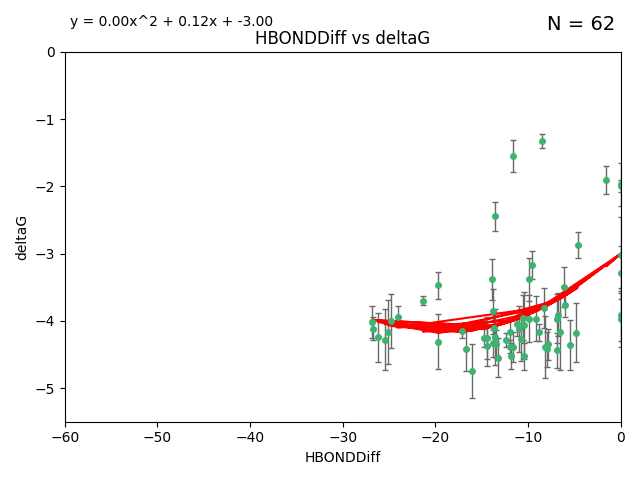 y = 0.00x^2 + 0.12x + -3.00
N = 62
HBONDDiff vs deltaG
0
−1
−2
−3
−4
−5
deltaG
−60 −50 −40 −30 −20 −10 0
HBONDDiff